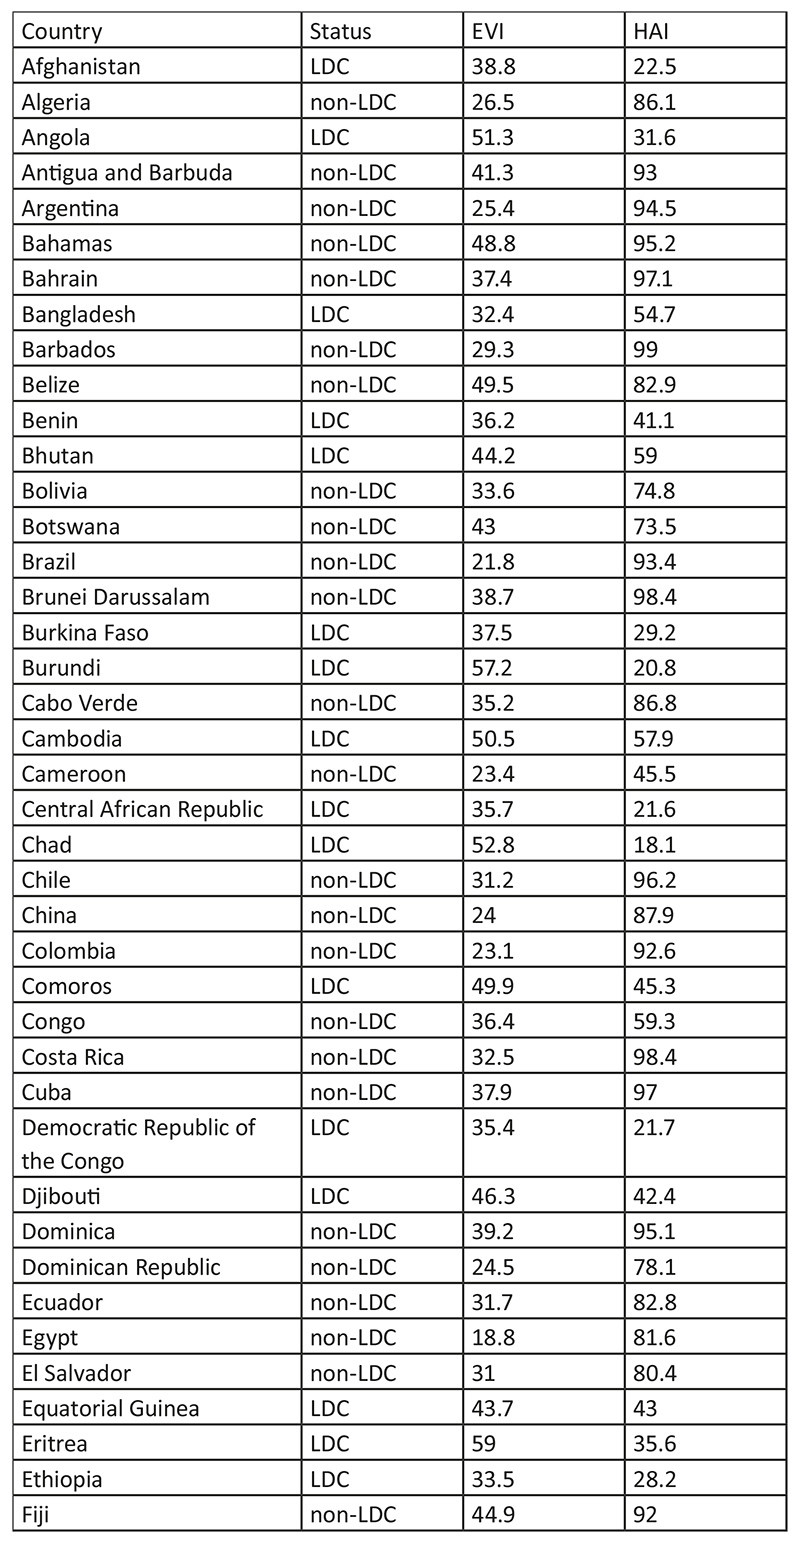 Country Status EVI HAI
Afghanistan LDC 38.8 22.5
Algeria non-LDC 26.5 86.1
Angola LDC 51.3 31.6
Antigua and Barbuda non-LDC 41.3 93
Argentina non-LDC 25.4 94.5
Bahamas non-LDC 48.8 95.2
Bahrain non-LDC 37.4 97.1
Bangladesh LDC 32.4 54.7
Barbados non-LDC 29.3 99
Belize non-LDC 49.5 82.9
Benin LDC 36.2 41.1
Bhutan LDC 44.2 59
Bolivia non-LDC 33.6 74.8
Botswana non-LDC 43 73.5
Brazil non-LDC 21.8 93.4
Brunei Darussalam non-LDC 38.7 98.4
Burkina Faso LDC 37.5 29.2
Burundi LDC 57.2 20.8
Cabo Verde non-LDC 35.2 86.8
Cambodia LDC 50.5 57.9
Cameroon non-LDC 23.4 45.5
Central African Republic LDC 35.7 21.6
Chad LDC 52.8 18.1
Chile non-LDC 31.2 96.2
China non-LDC 24 87.9
Colombia non-LDC 23.1 92.6
Comoros LDC 49.9 45.3
Congo non-LDC 36.4 59.3
Costa Rica non-LDC 32.5 98.4
Cuba non-LDC 37.9 97
Democratic Republic of LDC 35.4 21.7
the Congo
Djibouti LDC 46.3 42.4
Dominica non-LDC 39.2 95.1
Dominican Republic non-LDC 24.5 78.1
Ecuador non-LDC 31.7 82.8
Egypt non-LDC 18.8 81.6
El Salvador non-LDC 31 80.4
Equatorial Guinea LDC 43.7 43
Eritrea LDC 59 35.6
Ethiopia LDC 33.5 28.2
Fiji non-LDC 44.9 92